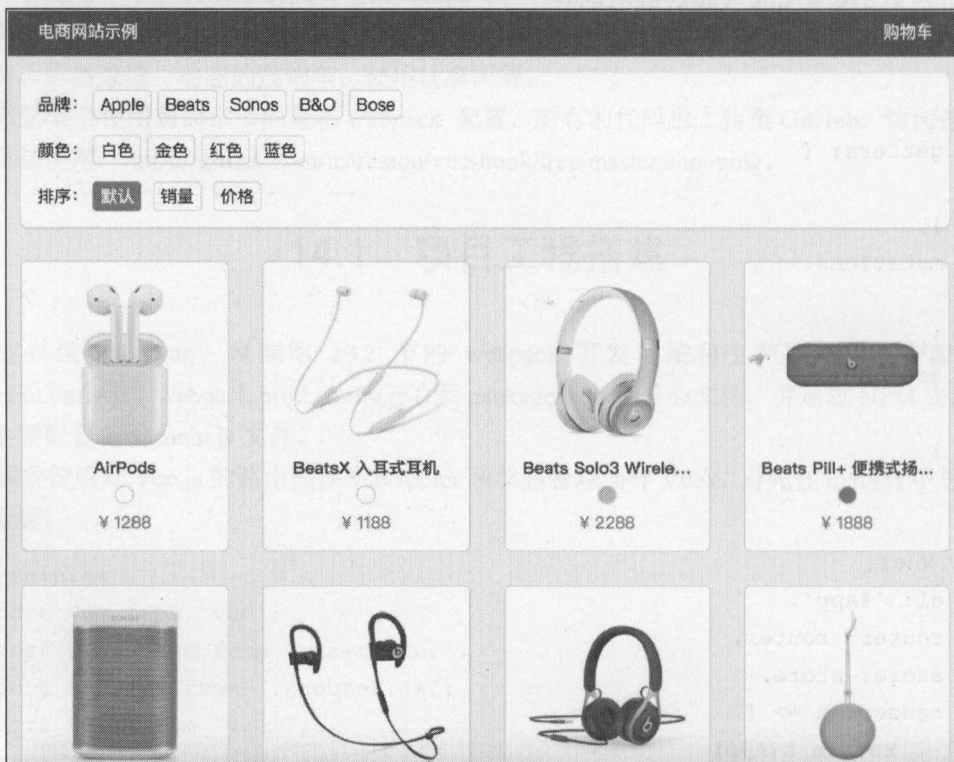 电商网站示例
购物车
品牌: Apple Beats Sonos B&O Bose
颜色: 白色 金色 红色 蓝色
排序: 默认 销量 价格
AirPods
¥ 1288
BeatsX 入耳式耳机
¥ 1188
Beats Solo3 Wirele...
¥ 2288
Beats Pill+ 便携式扬...
¥ 1888